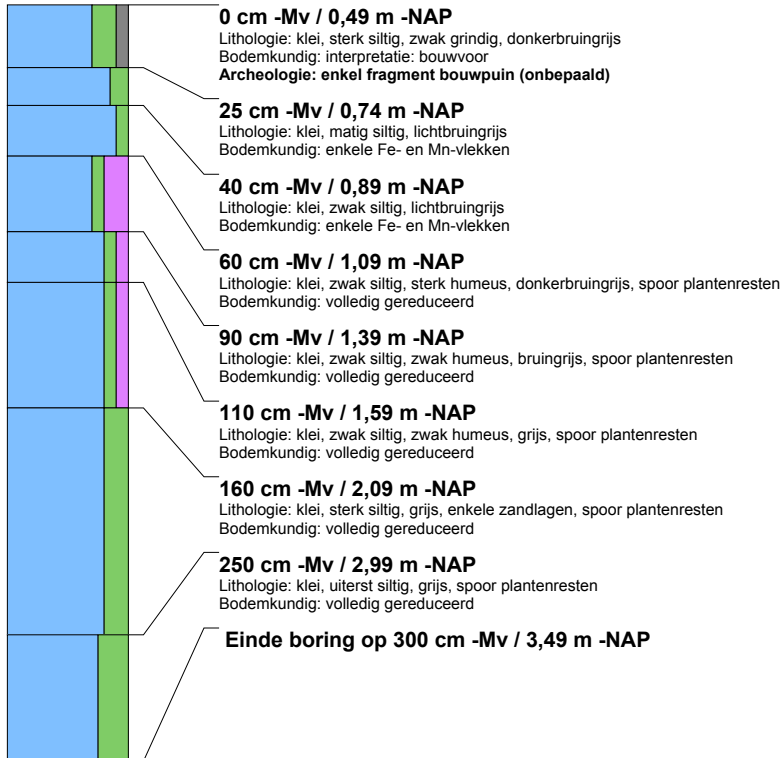 0 cm -Mv / 0,49 m -NAP
Lithologie: klei, sterk siltig, zwak grindig, donkerbruingrijs
Bodemkundig: interpretatie: bouwvoor
Archeologie: enkel fragment bouwpuin (onbepaald)
25 cm -Mv / 0,74 m -NAP
Lithologie: klei, matig siltig, lichtbruingrijs
Bodemkundig: enkele Fe- en Mn-vlekken
40 cm -Mv / 0,89 m -NAP
Lithologie: klei, zwak siltig, lichtbruingrijs
Bodemkundig: enkele Fe- en Mn-vlekken
60 cm -Mv / 1,09 m -NAP
Lithologie: klei, zwak siltig, sterk humeus, donkerbruingrijs, spoor plantenresten
Bodemkundig: volledig gereduceerd
90 cm -Mv / 1,39 m -NAP
Lithologie: klei, zwak siltig, zwak humeus, bruingrijs, spoor plantenresten
Bodemkundig: volledig gereduceerd
110 cm -Mv / 1,59 m -NAP
Lithologie: klei, zwak siltig, zwak humeus, grijs, spoor plantenresten
Bodemkundig: volledig gereduceerd
160 cm -Mv / 2,09 m -NAP
Lithologie: klei, sterk siltig, grijs, enkele zandlagen, spoor plantenresten
Bodemkundig: volledig gereduceerd
250 cm -Mv / 2,99 m -NAP
Lithologie: klei, uiterst siltig, grijs, spoor plantenresten
Bodemkundig: volledig gereduceerd
Einde boring op 300 cm -Mv / 3,49 m -NAP